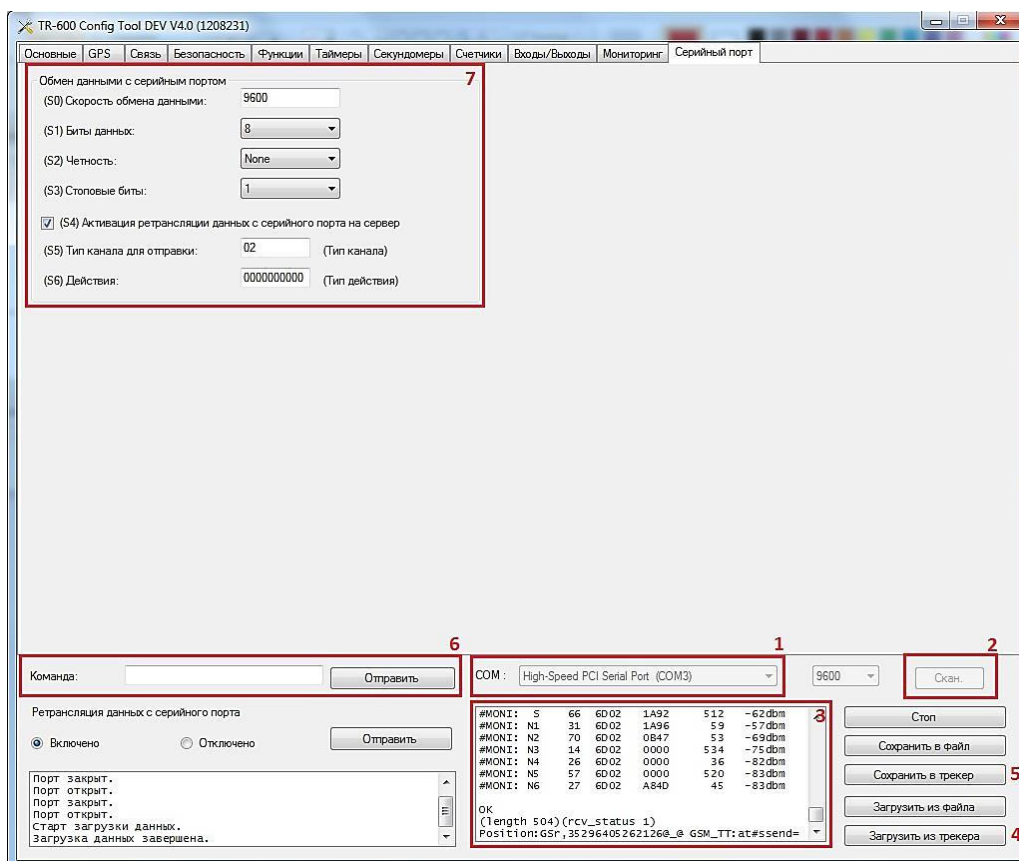 TR-600 Config Tool DEV V4.0 (1208231)
Основные GPS Связь Безопасность Функции Таймеры Секундомеры Счетчики Входы/Выходы Мониторинг Серийный порт
Обмен данными с серийным портом 7
(S0) Скорость обмена данными: 9600
(S1) Биты данных: 8
(S2) Четность: None
(S3) Стоповые биты: 1
(S4) Активация ретрансляции данных с серийного порта на сервер
(S5) Тип канала для отправки: 02 (Тип канала)
(S6) Действия: 0000000000 (Тип действия)
6 1 2
Команда: Отправить COM : High-Speed PCI Serial Port (COM3) 9600 Скан.
Ретрансляция данных с серийного порта
Включено Отключено Отправить
Порт закрыт.
Порт открыт.
Порт закрыт.
Порт открыт.
Старт загрузки данных.
Загрузка данных завершена.
#MONI: S 66 6D02 1A92 512 -62dbm 3
#MONI: N1 31 6D02 1A96 59 -57dbm
#MONI: N2 70 6D02 0B47 53 -69dbm
#MONI: N3 14 6D02 0000 534 -75dbm
#MONI: N4 26 6D02 0000 36 -82dbm
#MONI: N5 57 6D02 0000 520 -83dbm
#MONI: N6 27 6D02 A84D 45 -83dbm
OK
(length 504)(rcv_status 1)
Position:GSr,35296405262126@_@ GSM_TT:at#ssend=
Стоп
Сохранить в файл
Сохранить в трекер 5
Загрузить из файла
Загрузить из трекера 4